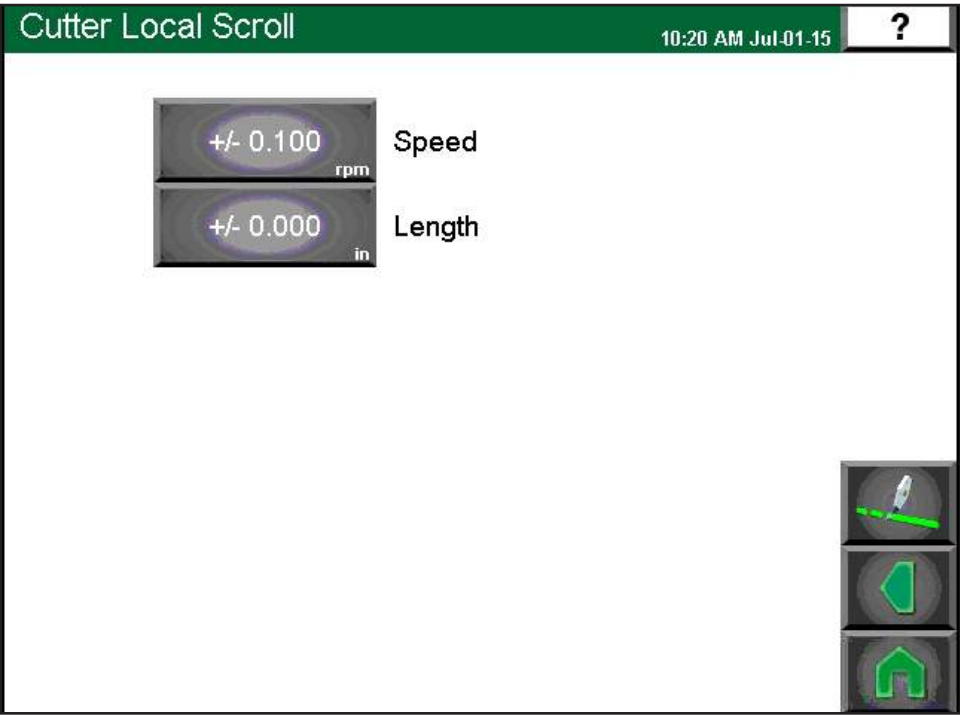 Cutter Local Scroll
10:20 AM Jul-01-15
?
+/- 0.100 rpm Speed
+/- 0.000 in Length